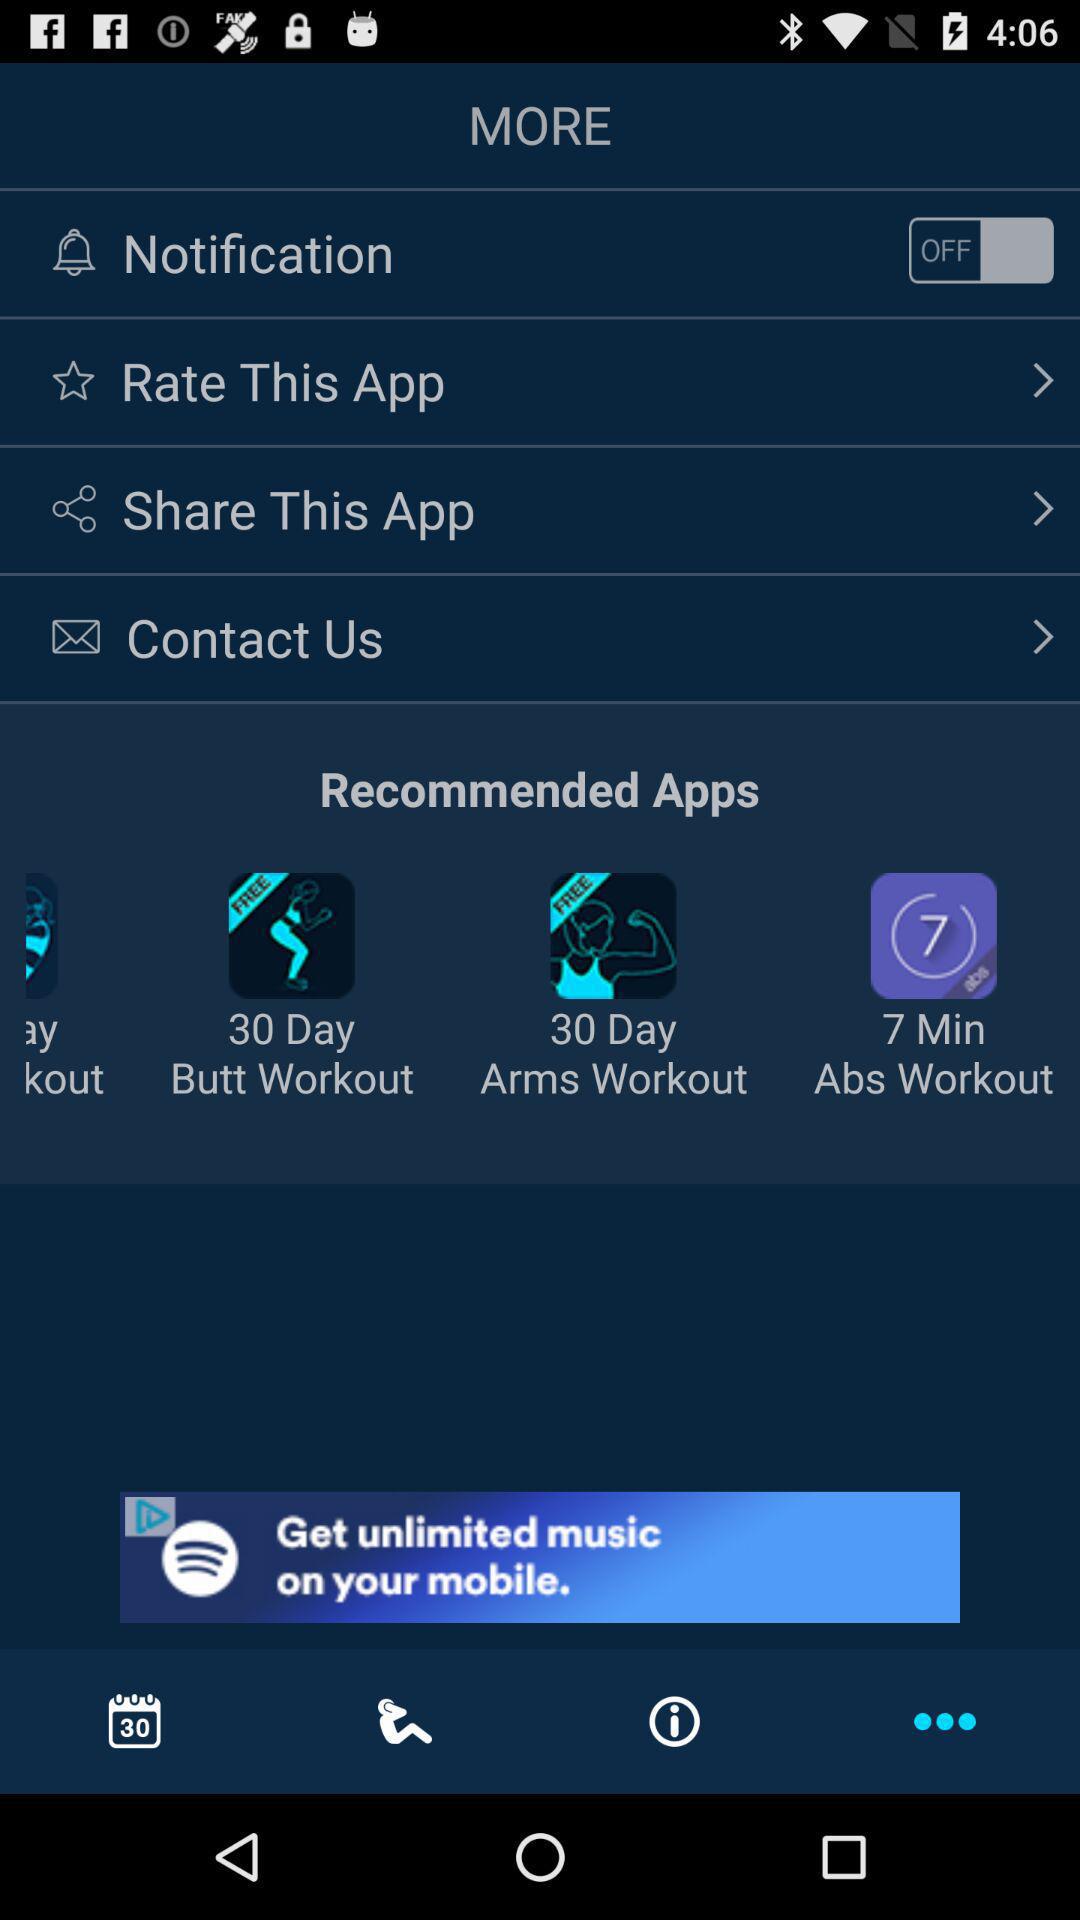 FAKE
4:06
MORE
Notification
OFF
Rate This App
Share This App
Contact Us
Recommended Apps
FREE
FREE
7
abs
ay
30 Day
30 Day
7 Min
kout
Butt Workout
Arms Workout
Abs Workout
Get unlimited music
on your mobile.
30